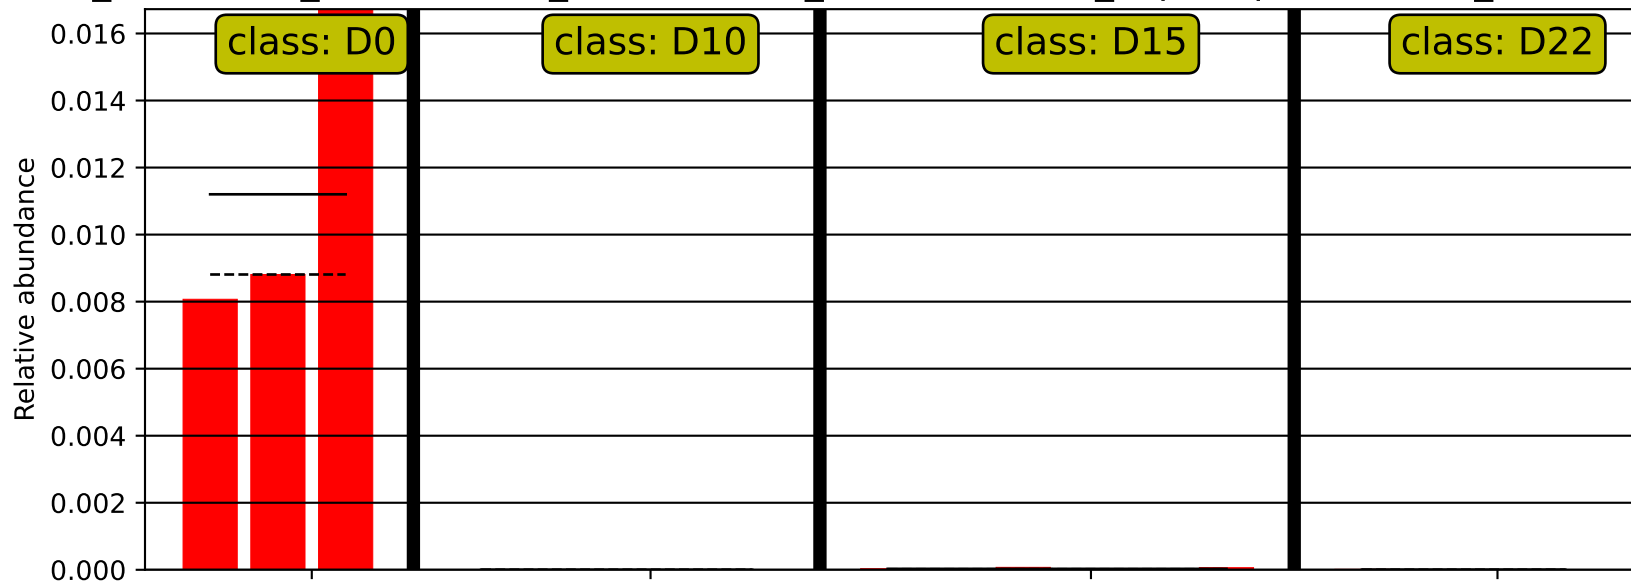 class: D0
class: D10
class: D15
class: D22
Relative abundance
0.016
0.014
0.012
0.010
0.008
0.006
0.004
0.002
0.000